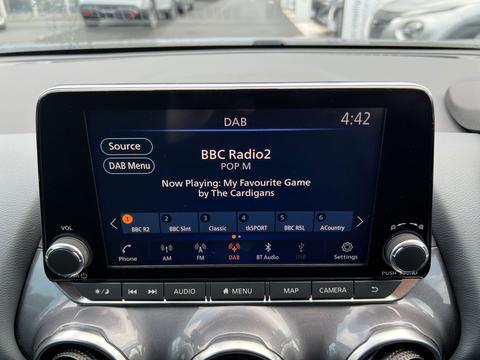 DAB
4:42
Source
DAB Menu
BBC Radio2
POP M
Now Playing: My Favourite Game
by The Cardigans
1 2 3 4 5 6
BBC R2 BBC 5lnt Classic tkSPORT BBC R5L ACountry
Phone AM FM DAB BT Audio USB Settings
VOL
PUSH
PUSH SOUND
AUDIO MENU MAP CAMERA